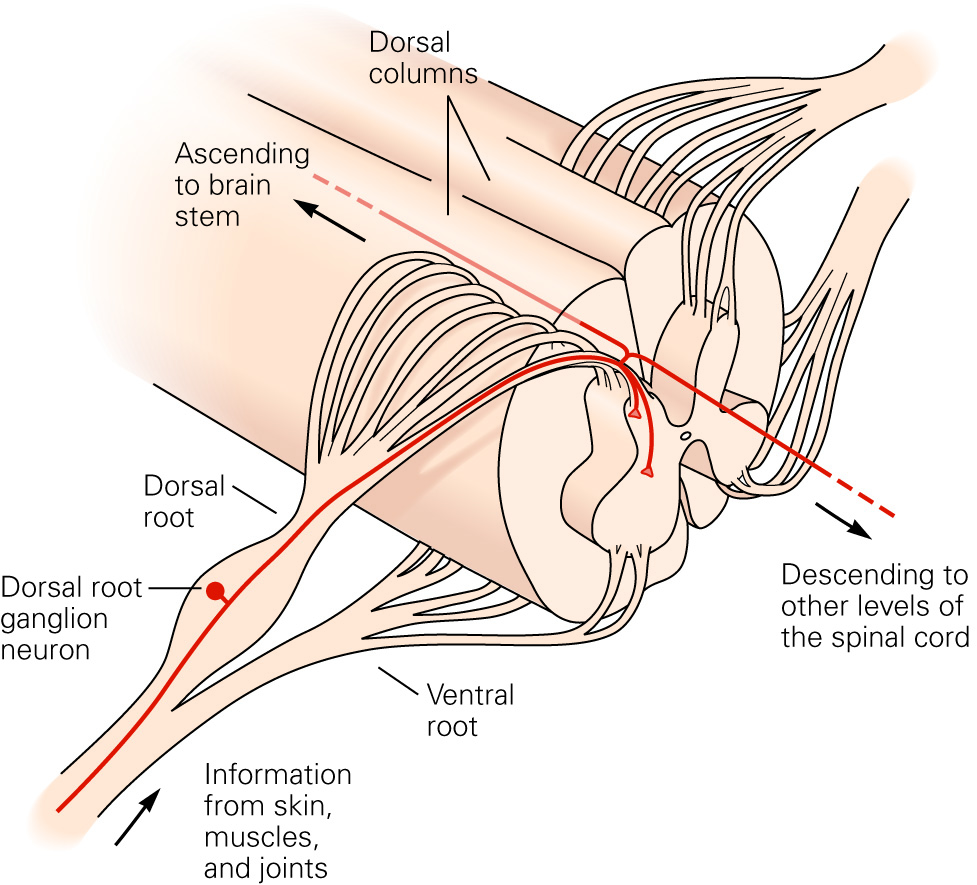 Dorsal
columns
Ascending
to brain
stem
Dorsal
root
Dorsal root
ganglion
neuron
Descending to
other levels of
the spinal cord
Ventral
root
Information
from skin,
muscles,
and joints